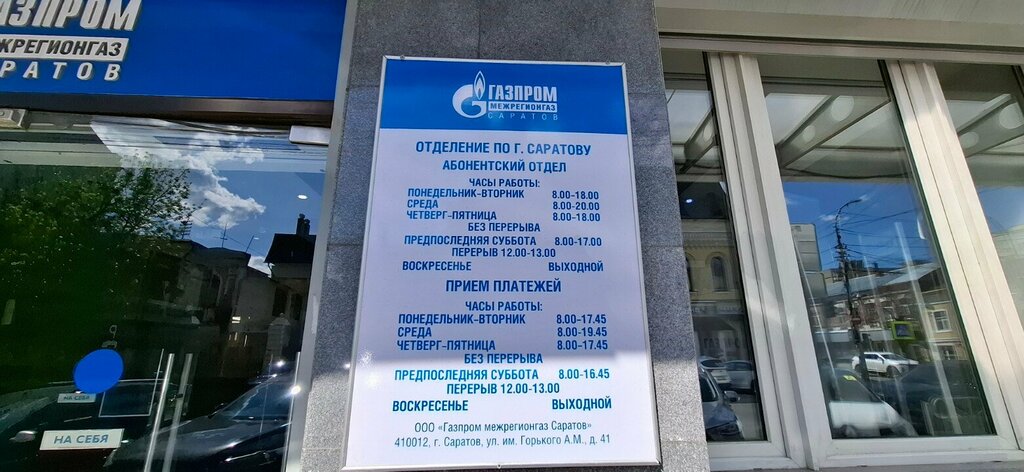 ГАЗПРОМ
МЕЖРЕГИОНГАЗ
САРАТОВ
ОТДЕЛЕНИЕ ПО Г. САРАТОВУ
АБОНЕНТСКИЙ ОТДЕЛ
ЧАСЫ РАБОТЫ:
ПОНЕДЕЛЬНИК-ВТОРНИК 8.00-18.00
СРЕДА 8.00-20.00
ЧЕТВЕРГ-ПЯТНИЦА 8.00-18.00
БЕЗ ПЕРЕРЫВА
ПРЕДПОСЛЕДНЯЯ СУББОТА 8.00-17.00
ПЕРЕРЫВ 12.00-13.00
ВОСКРЕСЕНЬЕ ВЫХОДНОЙ
ПРИЕМ ПЛАТЕЖЕЙ
ЧАСЫ РАБОТЫ:
ПОНЕДЕЛЬНИК-ВТОРНИК 8.00-17.45
СРЕДА 8.00-19.45
ЧЕТВЕРГ-ПЯТНИЦА 8.00-17.45
БЕЗ ПЕРЕРЫВА
ПРЕДПОСЛЕДНЯЯ СУББОТА 8.00-16.45
ПЕРЕРЫВ 12.00-13.00
ВОСКРЕСЕНЬЕ ВЫХОДНОЙ
ООО «Газпром межрегионгаз Саратов»
410012, г. Саратов, ул. им. Горького А.М., д. 41
АЗПРОМ
ЖРЕГИОНГАЗ
АРАТОВ
НА СЕБЯ
НА СЕБЯ